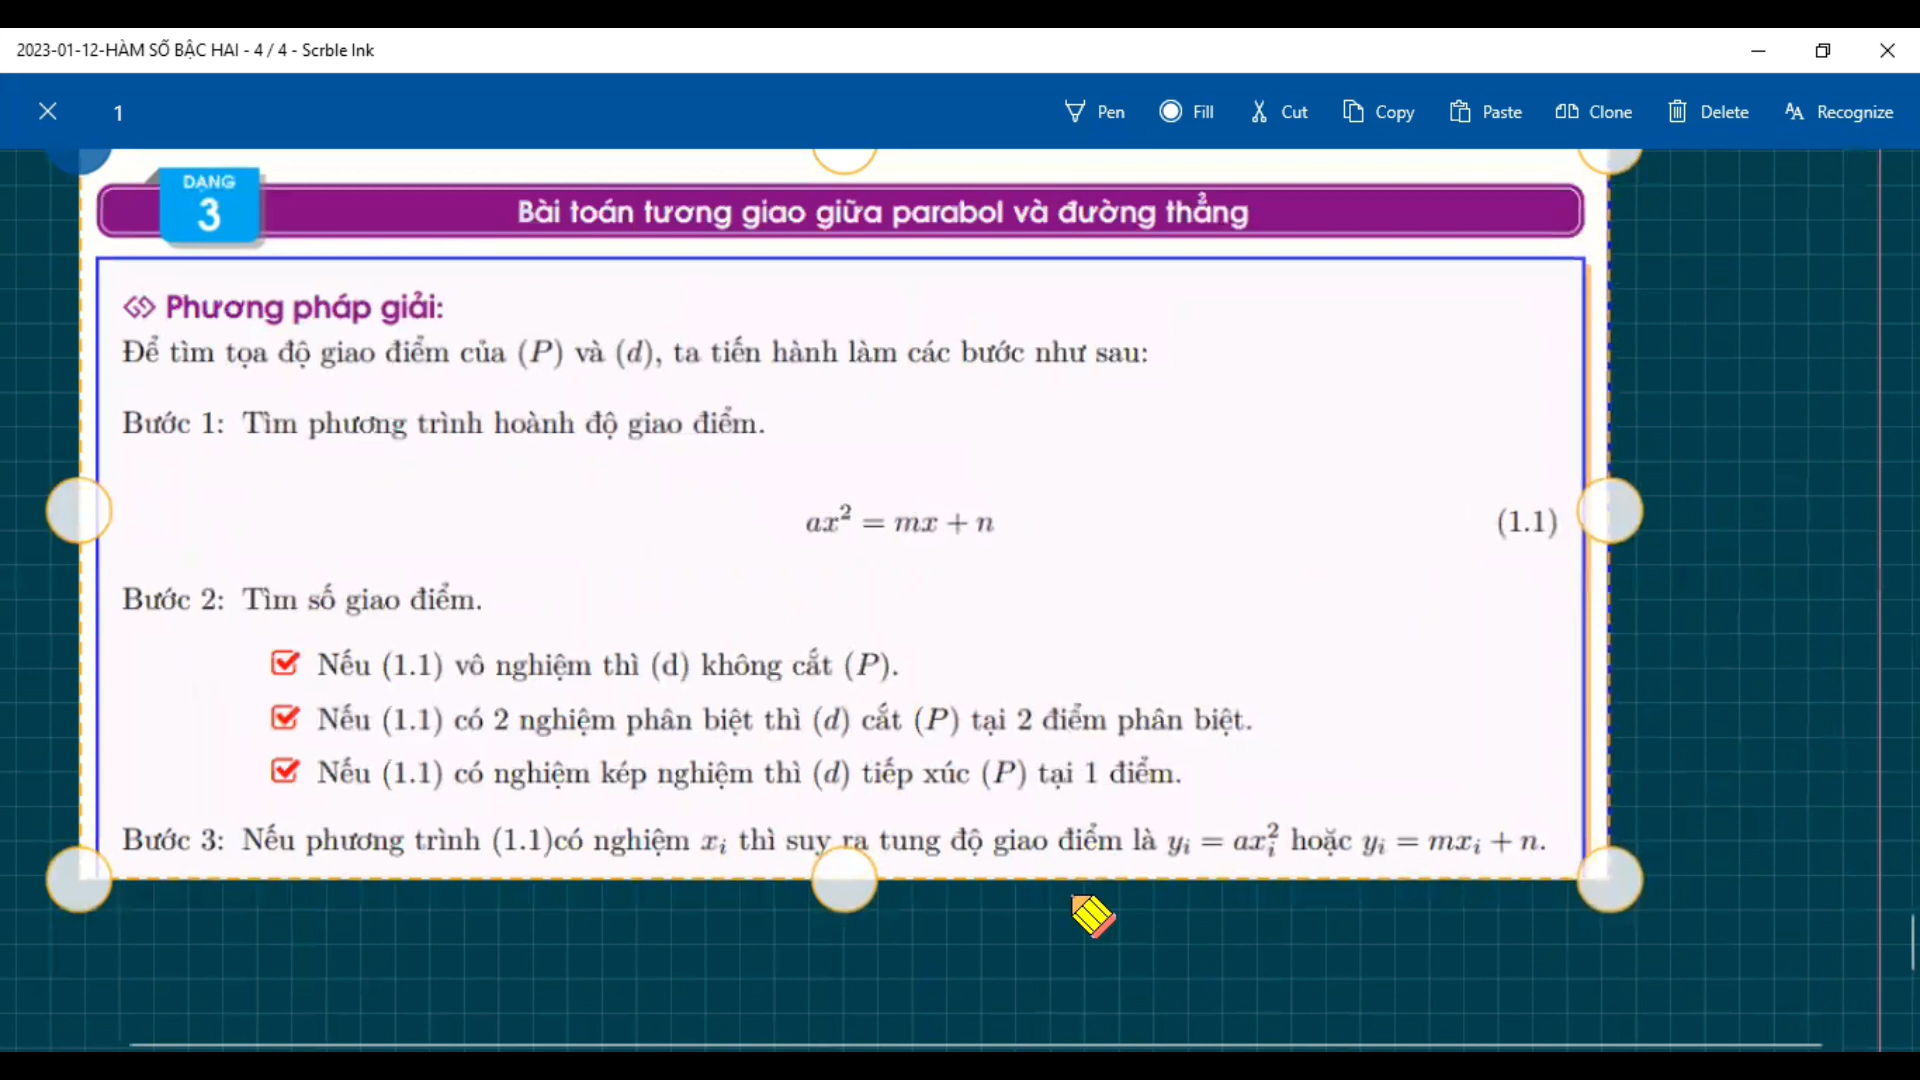 2023-01-12-HÀM SỐ BẬC HAI - 4 / 4 - Scrble Ink
1 Pen Fill Cut Copy Paste Clone Delete Recognize
DẠNG
3
Bài toán tương giao giữa parabol và đường thẳng
Phương pháp giải:
Để tìm tọa độ giao điểm của (P) và (d), ta tiến hành làm các bước như sau:
Bước 1: Tìm phương trình hoành độ giao điểm.
ax² = mx + n (1.1)
Bước 2: Tìm số giao điểm.
Nếu (1.1) vô nghiệm thì (d) không cắt (P).
Nếu (1.1) có 2 nghiệm phân biệt thì (d) cắt (P) tại 2 điểm phân biệt.
Nếu (1.1) có nghiệm kép nghiệm thì (d) tiếp xúc (P) tại 1 điểm.
Bước 3: Nếu phương trình (1.1)có nghiệm xᵢ thì suy ra tung độ giao điểm là yᵢ = axᵢ² hoặc yᵢ = mxᵢ + n.